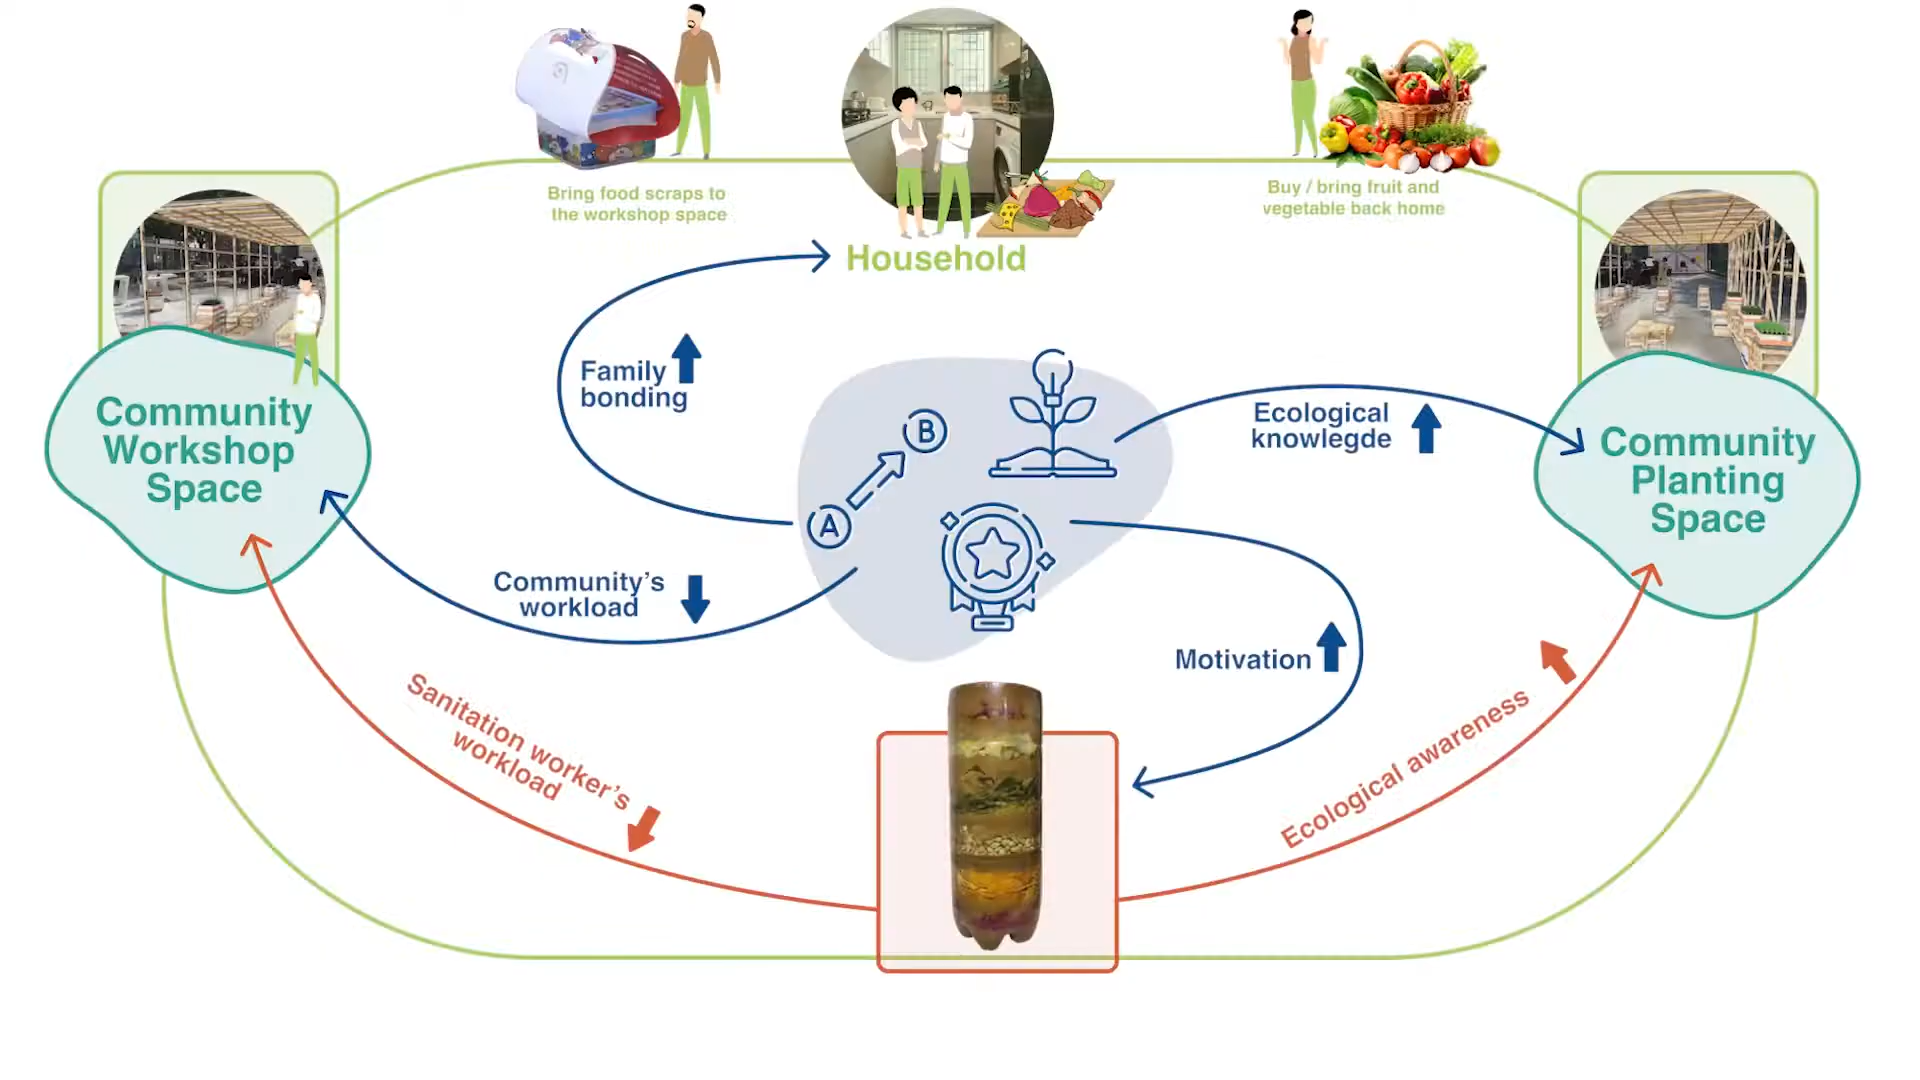 Bring food scraps to
the workshop space
Household
Buy / bring fruit and
vegetable back home
Family
bonding
Ecological
knowlegde
Community
Workshop
Space
Community
Planting
Space
B
A
Community's
workload
Motivation
Sanitation worker's
workload
Ecological awareness